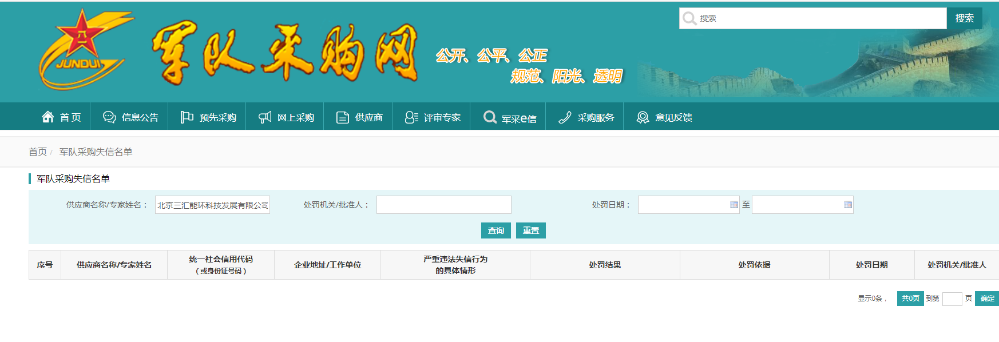 搜索 搜索
JUNDUI 军队采购网
公开、公平、公正
规范、阳光、透明
首 页 信息公告 预先采购 网上采购 供应商 评审专家 军采e信 采购服务 意见反馈
首页 / 军队采购失信名单
军队采购失信名单
供应商名称/专家姓名： 北京三汇能环科技发展有限公司 处罚机关/批准人： 处罚日期： 至
查询 重置
序号 供应商名称/专家姓名 统一社会信用代码（或身份证号码） 企业地址/工作单位 严重违法失信行为的具体情形 处罚结果 处罚依据 处罚日期 处罚机关/批准人
显示0条， 共0页 到第 页 确定